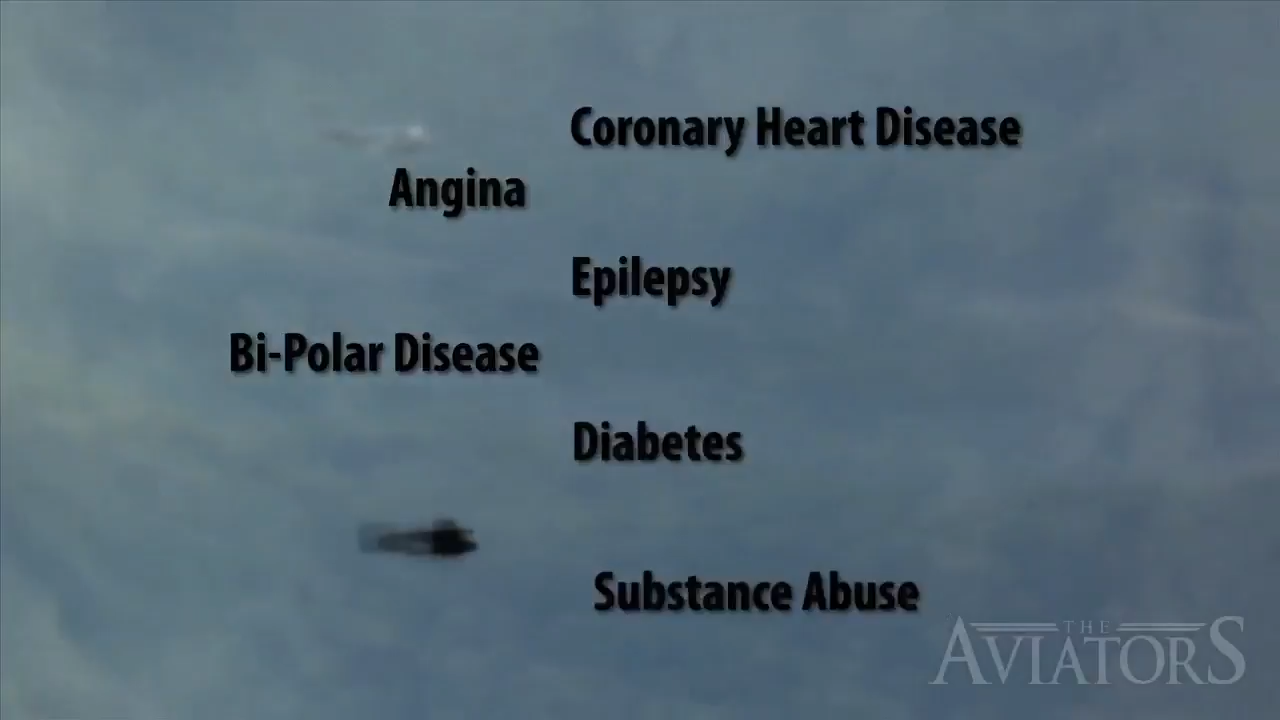 Coronary Heart Disease
Angina
Epilepsy
Bi-Polar Disease
Diabetes
Substance Abuse
THE
AVIATORS